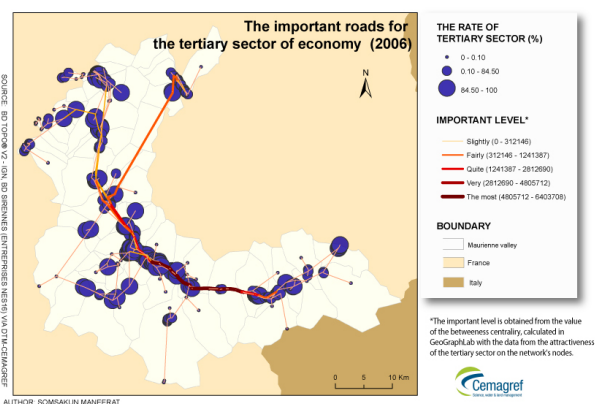 The important roads for
the tertiary sector of economy (2006)
N
0 5 10 Km
SOURCE: BD TOPO® V2 - IGN, BD SIRENNES (ENTREPRISES NES16) VIA DTM-CEMAGREF
AUTHOR: SOMSAKUN MANEERAT
THE RATE OF
TERTIARY SECTOR (%)
0 - 0.10
0.10 - 84.50
84.50 - 100
IMPORTANT LEVEL*
Slightly (0 - 312146)
Fairly (312146 - 1241387)
Quite (1241387 - 2812690)
Very (2812690 - 4805712)
The most (4805712 - 6403708)
BOUNDARY
Maurienne valley
France
Italy
*The important level is obtained from the value
of the betweeness centrality, calculated in
GeoGraphLab with the data from the attractiveness
of the tertiary sector on the network's nodes.
Cemagref